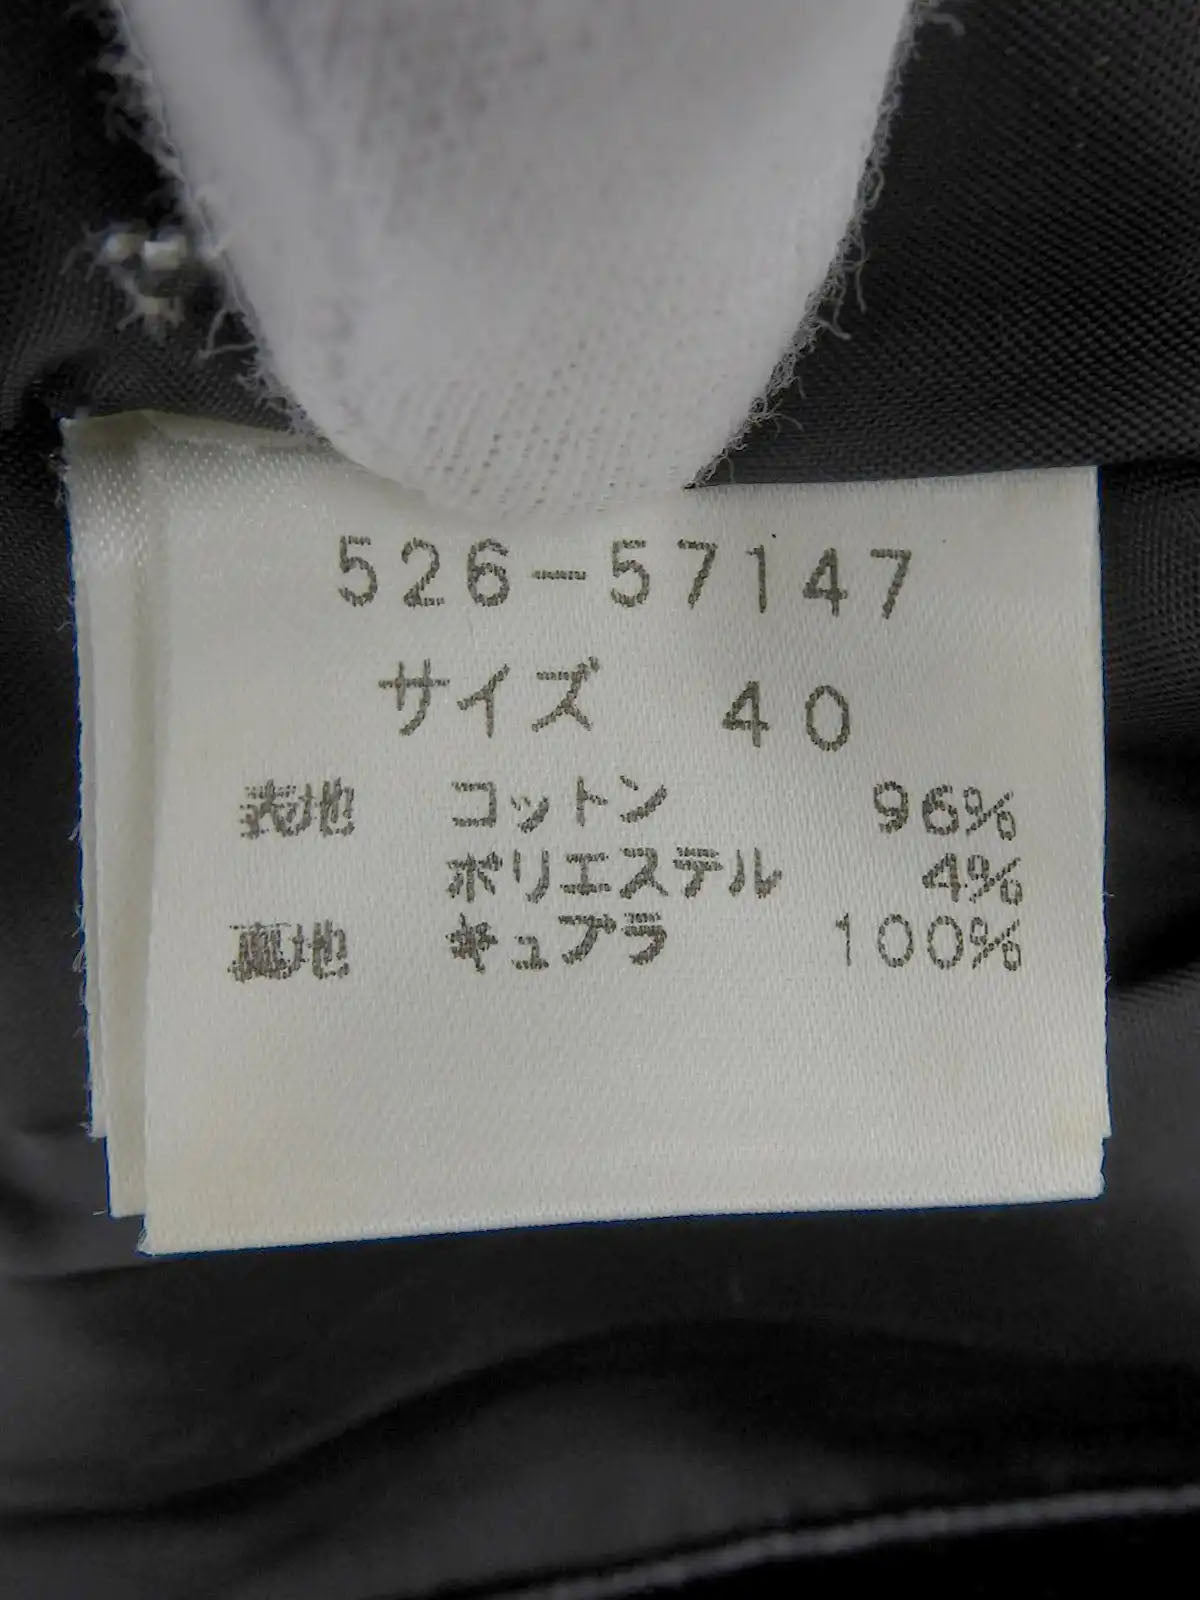 526-57147
サイズ 40
表地 コットン 96%
ポリエステル 4%
裏地 キュプラ 100%